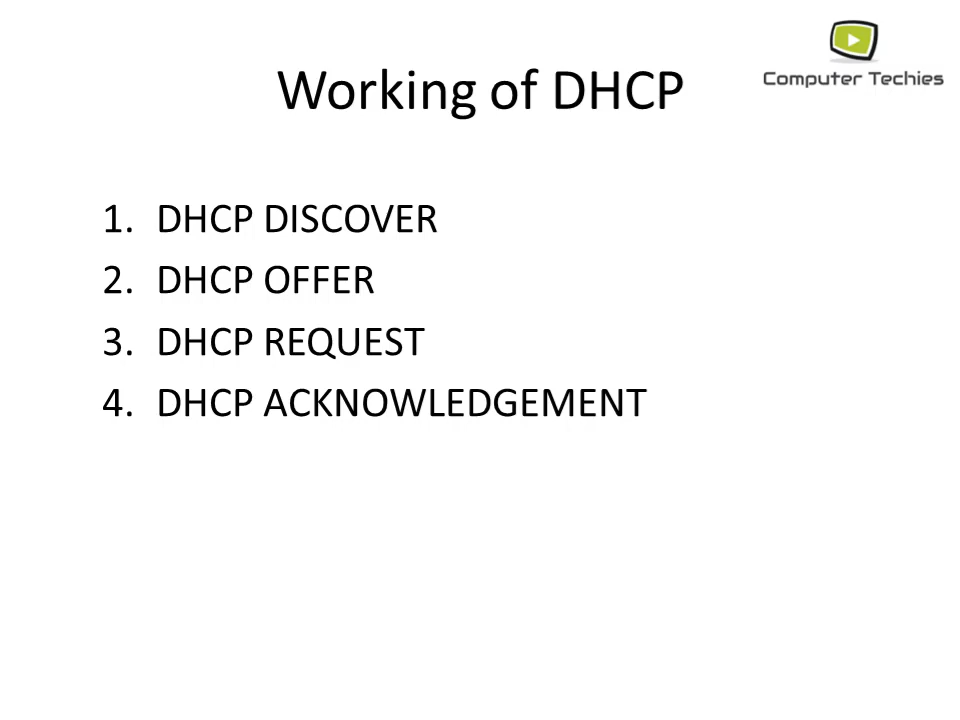 Computer Techies
Working of DHCP
1. DHCP DISCOVER
2. DHCP OFFER
3. DHCP REQUEST
4. DHCP ACKNOWLEDGEMENT